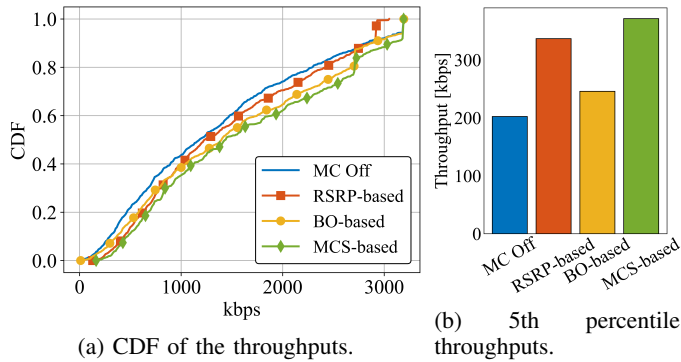 1.0
0.8
0.6
0.4
0.2
0.0
CDF
0
1000
2000
3000
kbps
MC Off
RSRP-based
BO-based
MCS-based
(a) CDF of the throughputs.
300
200
100
0
Throughput [kbps]
MC Off
RSRP-based
BO-based
MCS-based
(b) 5th percentile
throughputs.